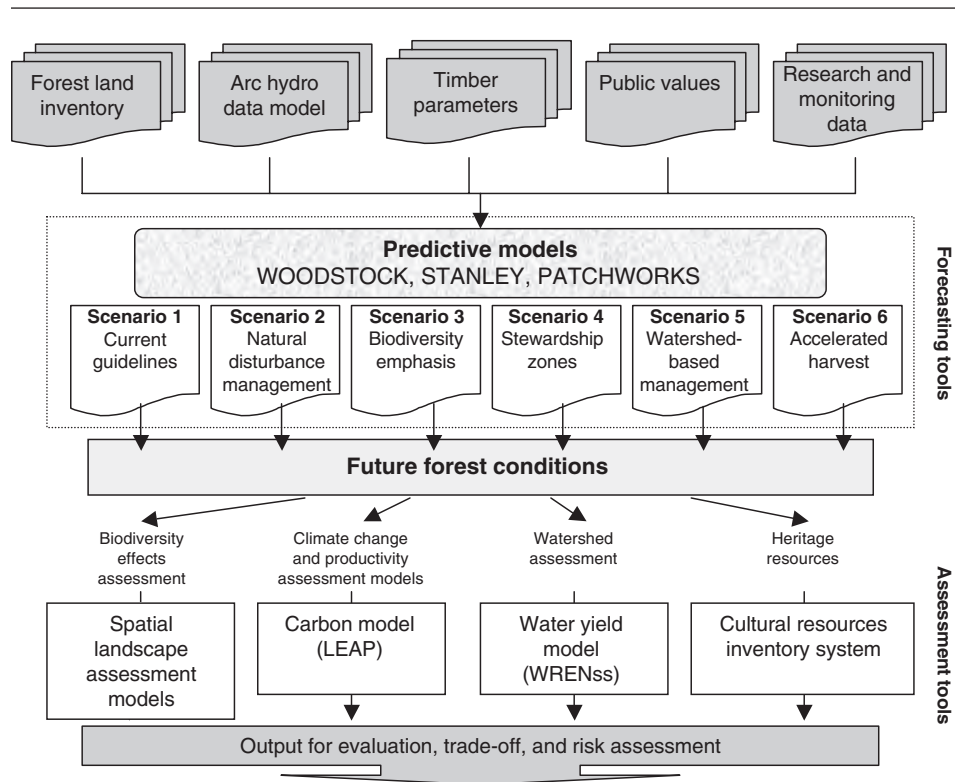 Forest land
inventory
Arc hydro
data model
Timber
parameters
Public values
Research and
monitoring
data
Predictive models
WOODSTOCK, STANLEY, PATCHWORKS
Scenario 1
Current
guidelines
Scenario 2
Natural
disturbance
management
Scenario 3
Biodiversity
emphasis
Scenario 4
Stewardship
zones
Scenario 5
Watershed-
based
management
Scenario 6
Accelerated
harvest
Forecasting tools
Future forest conditions
Biodiversity
effects
assessment
Climate change
and productivity
assessment models
Watershed
assessment
Heritage
resources
Spatial
landscape
assessment
models
Carbon model
(LEAP)
Water yield
model
(WRENss)
Cultural resources
inventory system
Assessment tools
Output for evaluation, trade-off, and risk assessment